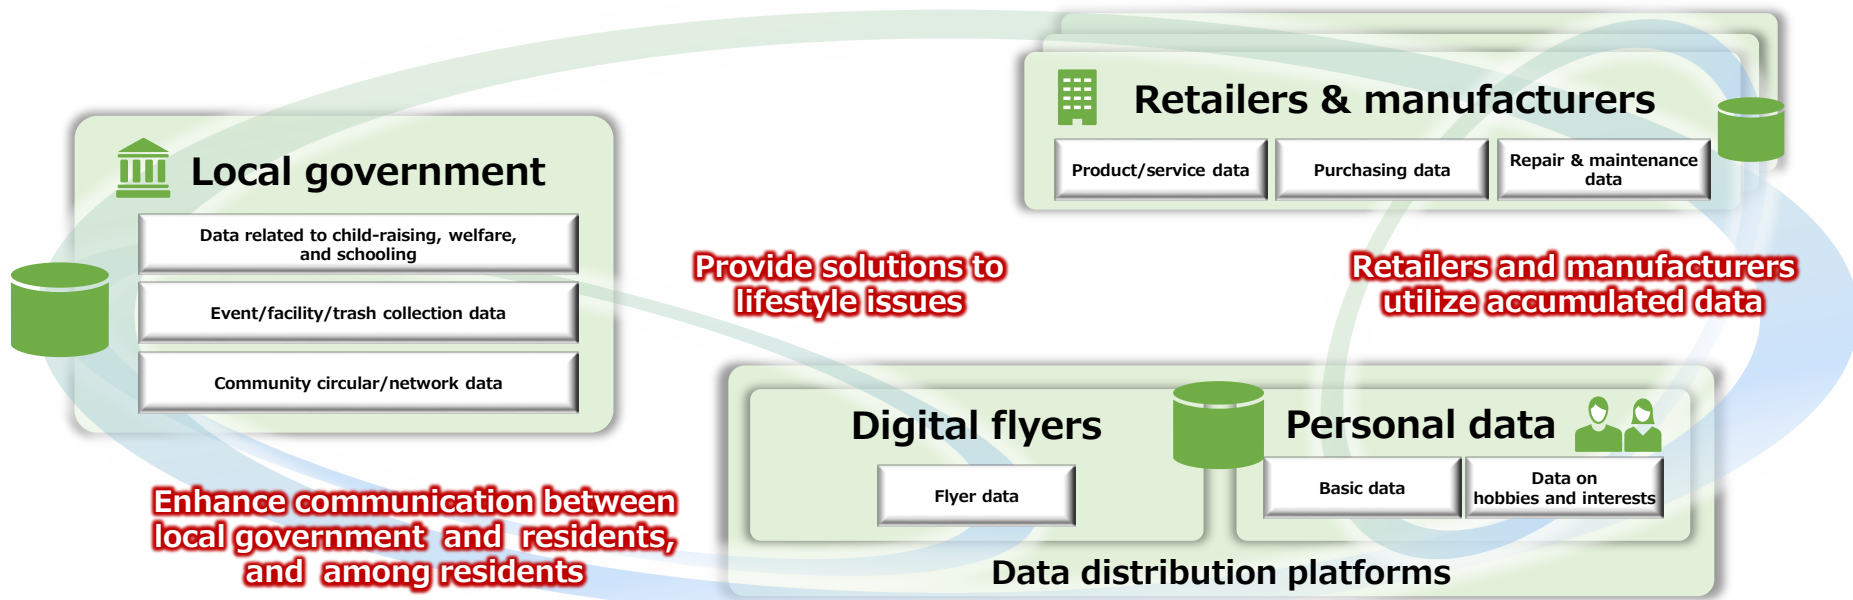 Local government
Data related to child-raising, welfare,
and schooling
Event/facility/trash collection data
Community circular/network data
Retailers & manufacturers
Product/service data
Purchasing data
Repair & maintenance
data
Provide solutions to
lifestyle issues
Retailers and manufacturers
utilize accumulated data
Enhance communication between
local government and residents,
and among residents
Digital flyers
Flyer data
Personal data
Basic data
Data on
hobbies and interests
Data distribution platforms